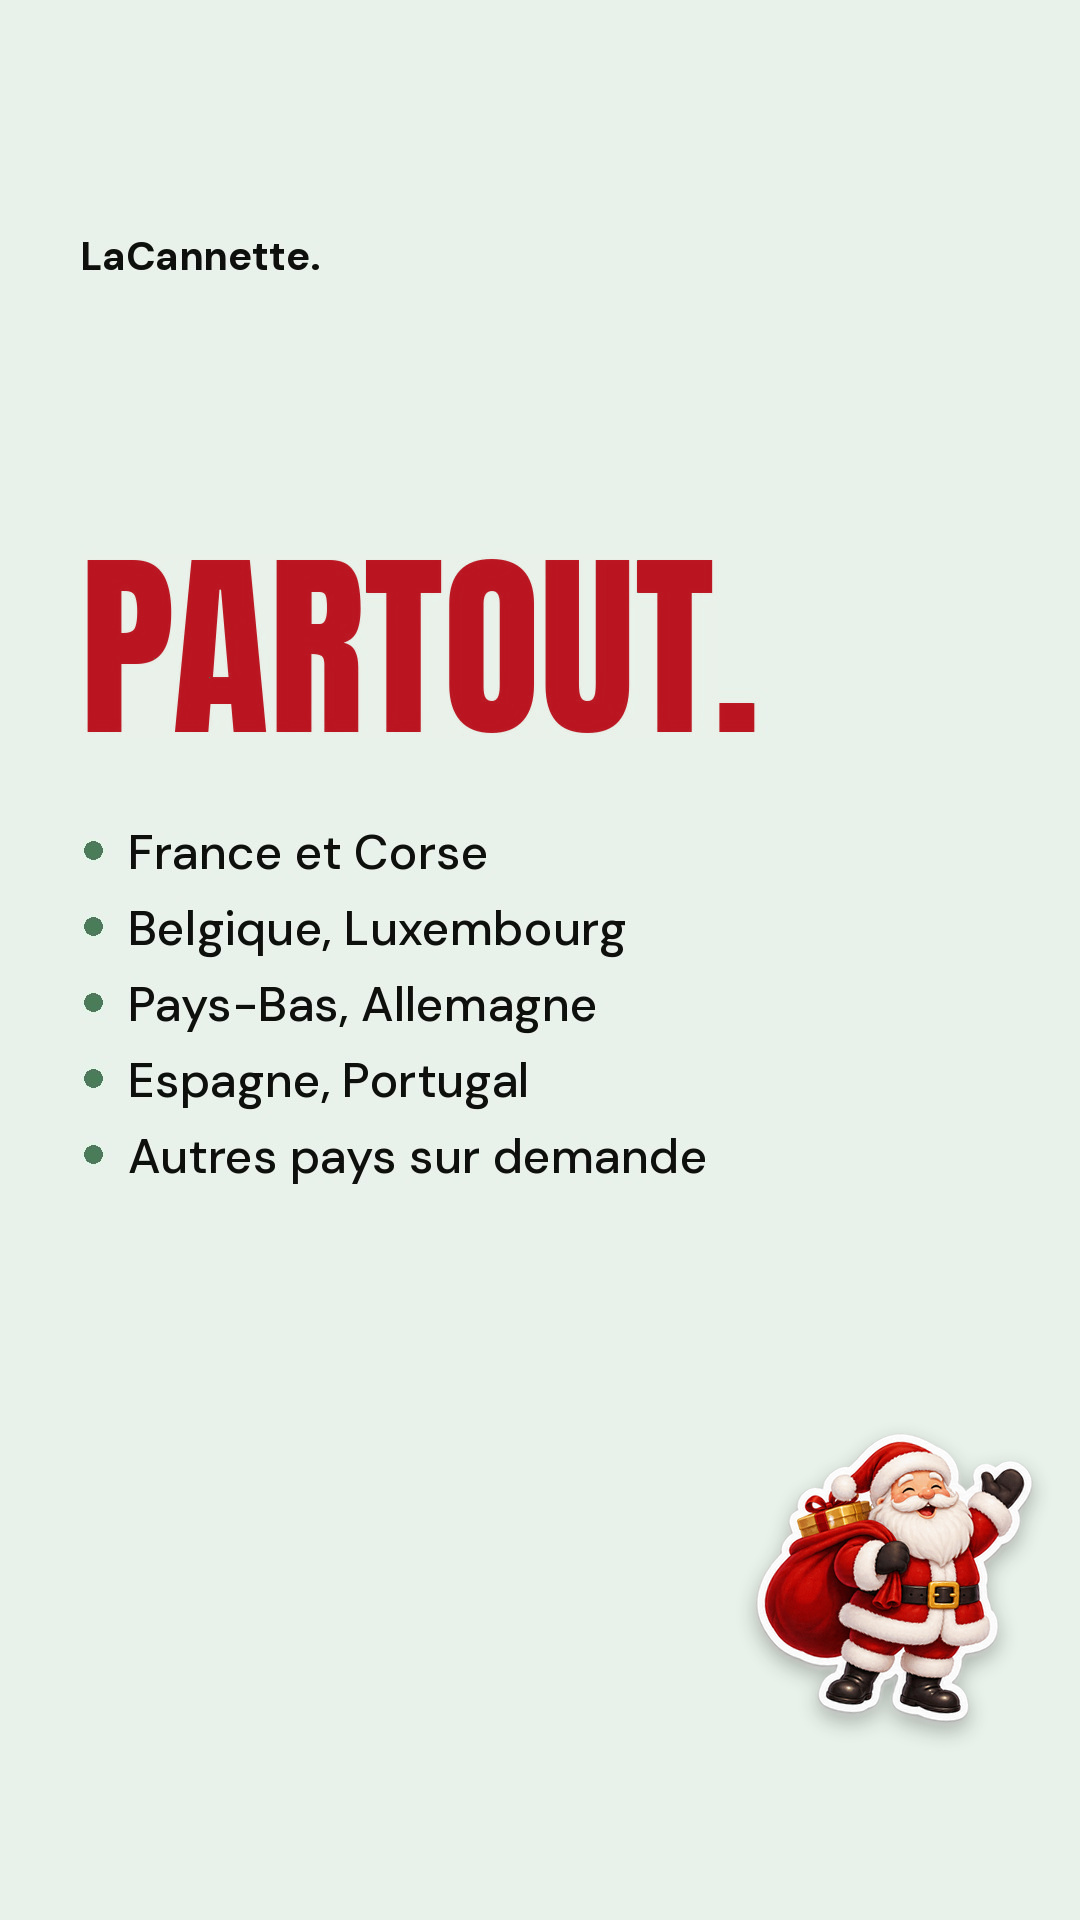 LaCannette.
PARTOUT.
France et Corse
Belgique, Luxembourg
Pays-Bas, Allemagne
Espagne, Portugal
Autres pays sur demande